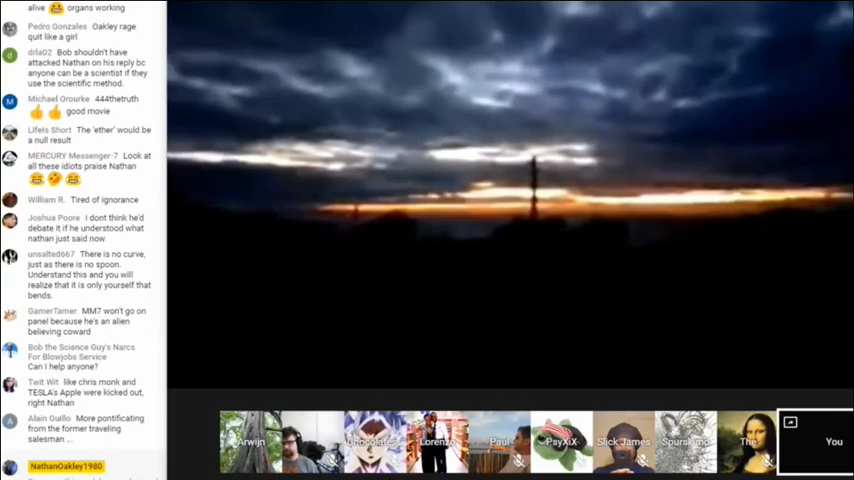 alive 😂 organs working
Pedro Gonzales Oakley rage
quit like a girl
drla02 Bob shouldn't have
attacked Nathan on his reply bc
anyone can be a scientist if they
use the scientific method.
Michael Orourke 444thetruth
👍 👍 good movie
LifeIs Short The 'ether' would be
a null result
MERCURY Messenger-7 Look at
all these idiots praise Nathan
😂 🤣 😂
William R. Tired of ignorance
Joshua Poore I dont think he'd
debate it if he understood what
nathan just said now
unsalted667 There is no curve,
just as there is no spoon.
Understand this and you will
realize that it is only yourself that
bends.
GamerTamer MM7 won't go on
panel because he's an alien
believing coward
Bob the Science Guy's Narcs
For Blowjobs Service
Can I help anyone?
Twit Wit like chris monk and
TESLA's Apple were kicked out,
right Nathan
Alain Guillo More pontificating
from the former traveling
salesman ...
NathanOakley1980
d
M
A
Arwijn
Chocolate
Lorenzo
Paul
PsyXiX
Slick James
The
You